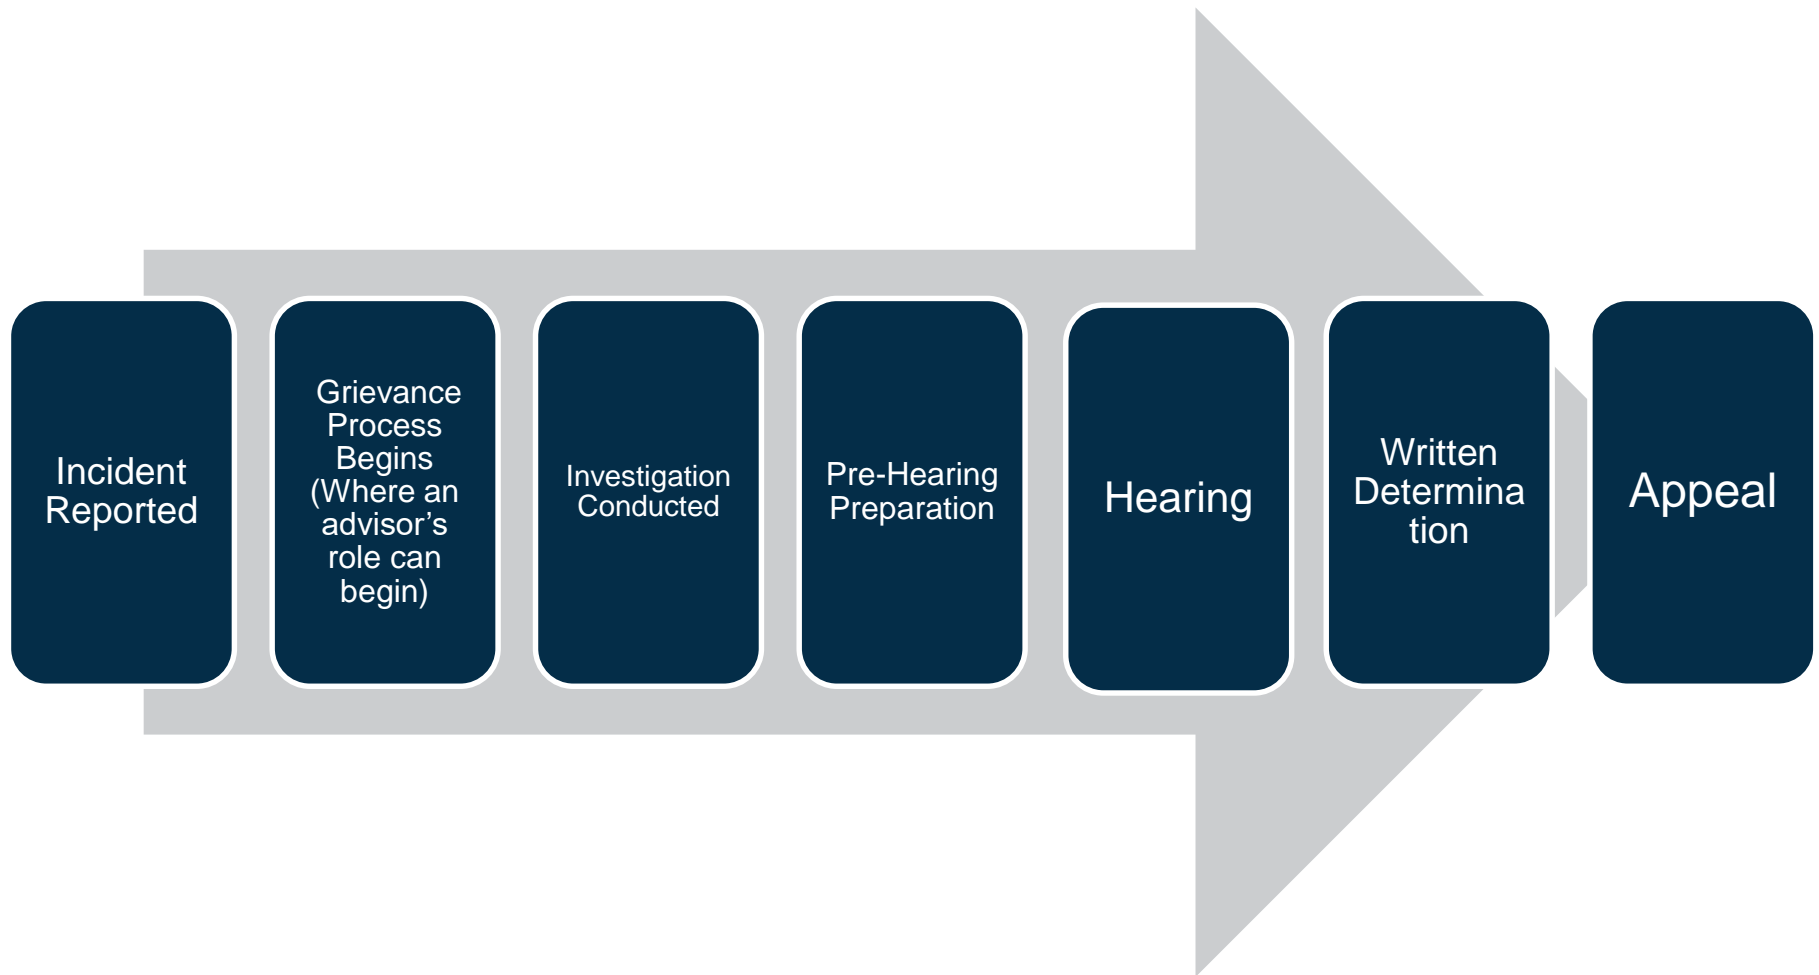 Incident
Reported
Grievance
Process
Begins
(Where an
advisor’s
role can
begin)
Investigation
Conducted
Pre-Hearing
Preparation
Hearing
Written
Determina
tion
Appeal